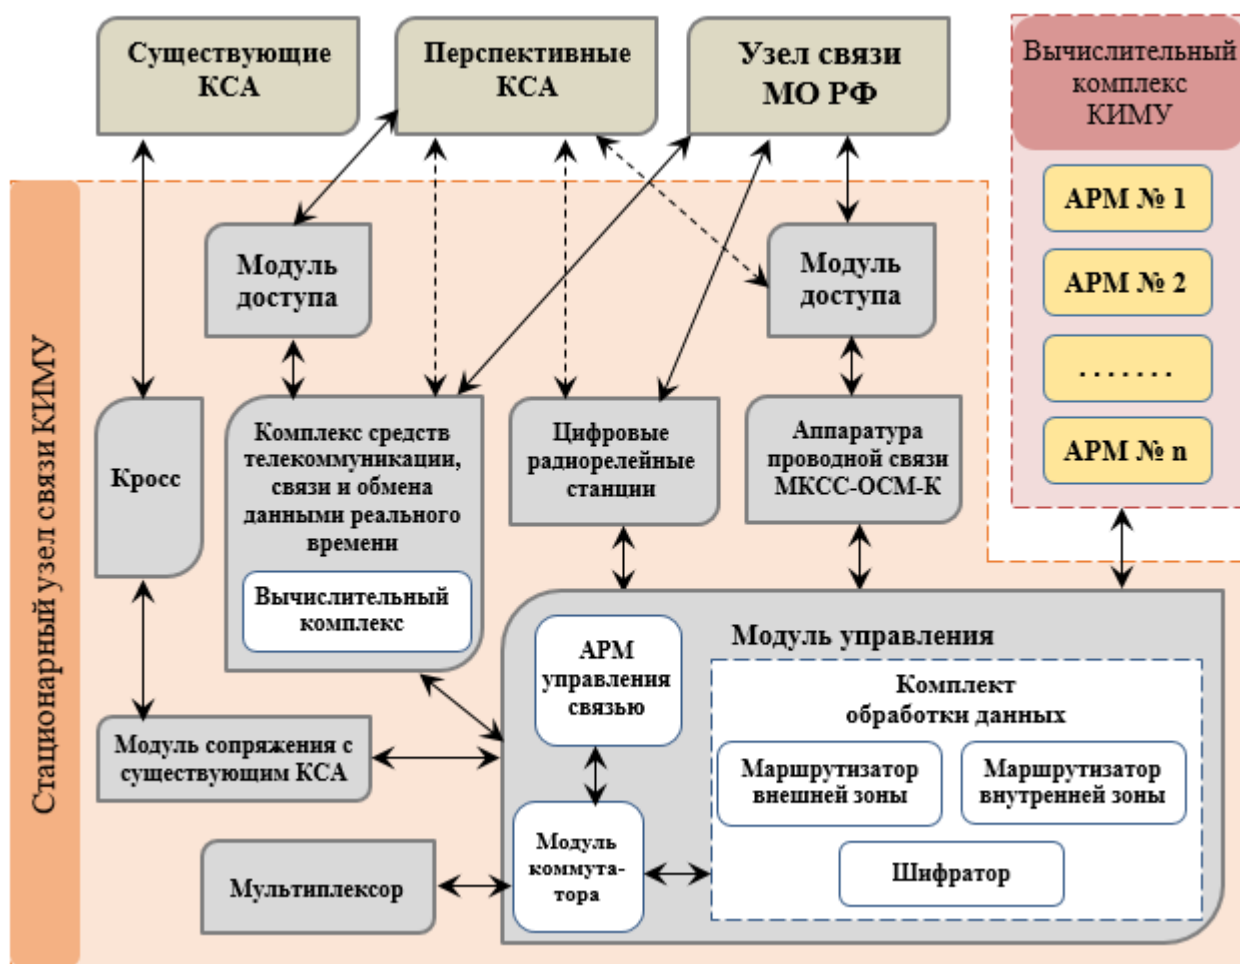 Существующие
КСА
Перспективные
КСА
Узел связи
МО РФ
Вычислительный
комплекс
КИМУ
АРМ № 1
АРМ № 2
. . . . . . .
АРМ № n
Стационарный узел связи КИМУ
Модуль
доступа
Модуль
доступа
Кросс
Комплекс средств
телекоммуникации,
связи и обмена
данными реального
времени
Вычислительный
комплекс
Цифровые
радиорелейные
станции
Аппаратура
проводной связи
МКСС-ОСМ-К
Модуль управления
АРМ
управления
связью
Комплект
обработки данных
Маршрутизатор
внешней зоны
Маршрутизатор
внутренней зоны
Шифратор
Модуль сопряжения с
существующим КСА
Модуль
коммута-
тора
Мультиплексор